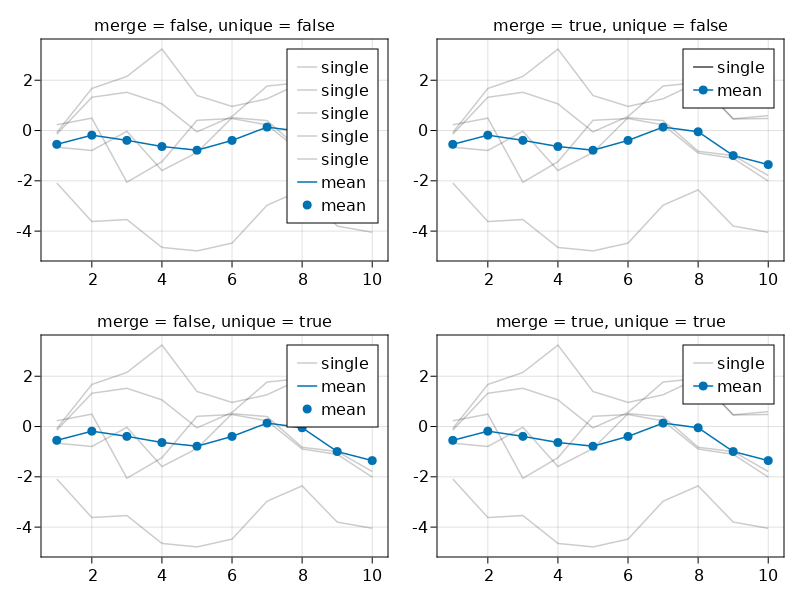 merge = false, unique = false
single
single
single
single
single
mean
mean
2
0
-2
-4
2
4
6
8
10
merge = true, unique = false
single
mean
2
0
-2
-4
2
4
6
8
10
merge = false, unique = true
single
mean
mean
2
0
-2
-4
2
4
6
8
10
merge = true, unique = true
single
mean
2
0
-2
-4
2
4
6
8
10